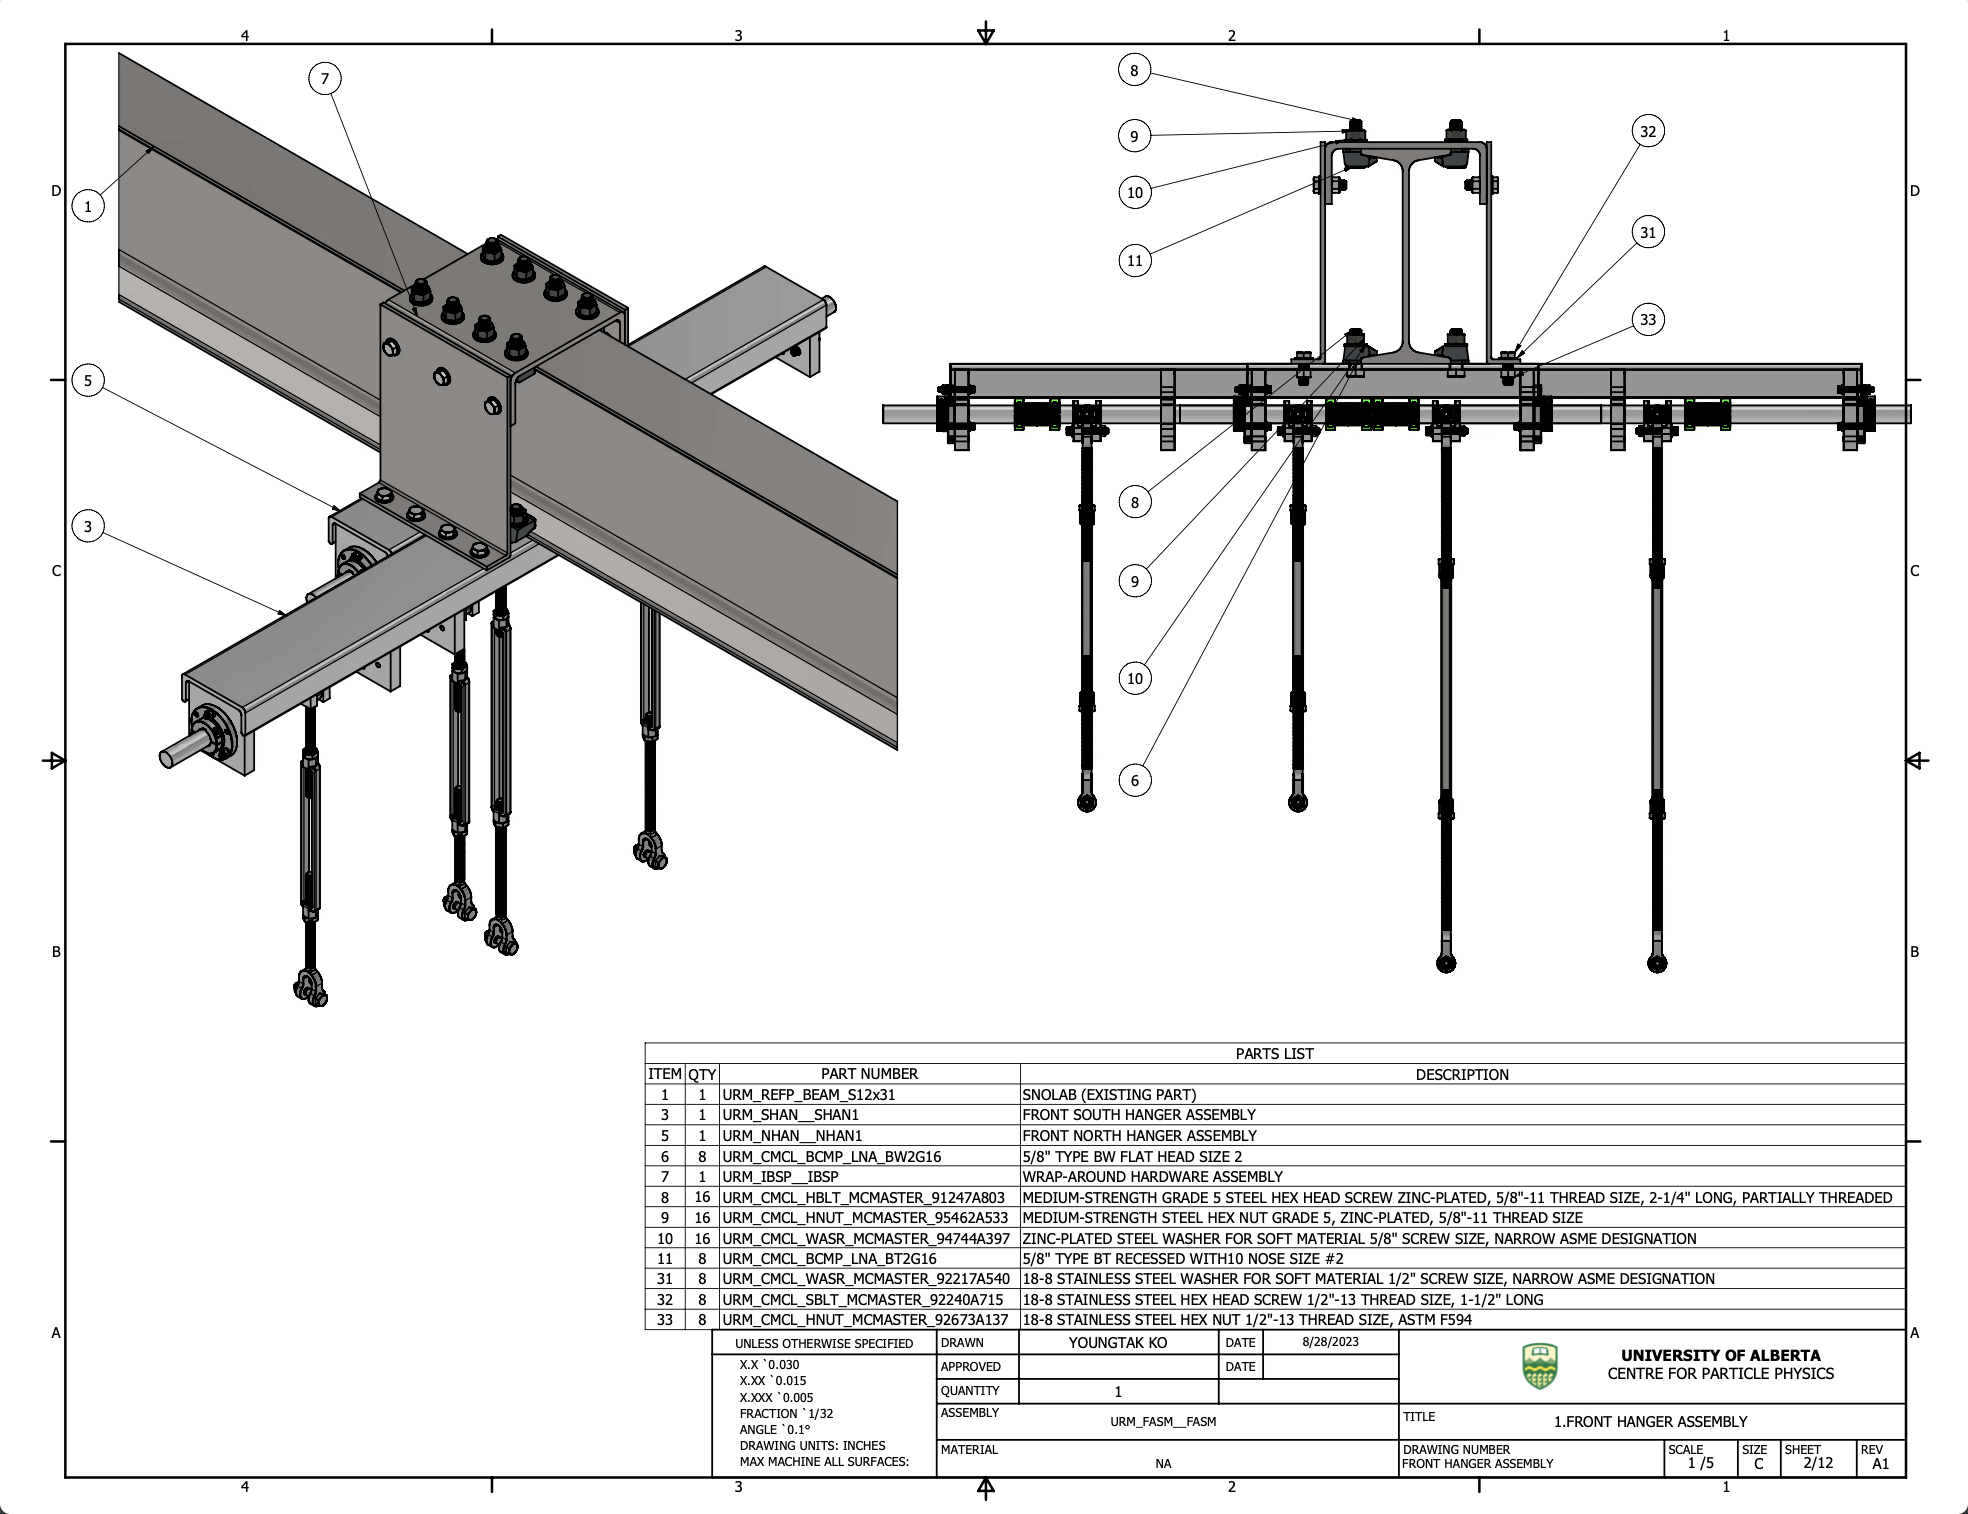 4 3 2 1
D D
C C
B B
A A
7
1
5
3
8
9
10
11
32
31
33
8
9
10
6
PARTS LIST
ITEM QTY PART NUMBER DESCRIPTION
1 1 URM_REFP_BEAM_S12x31 SNOLAB (EXISTING PART)
3 1 URM_SHAN__SHAN1 FRONT SOUTH HANGER ASSEMBLY
5 1 URM_NHAN__NHAN1 FRONT NORTH HANGER ASSEMBLY
6 8 URM_CMCL_BCMP_LNA_BW2G16 5/8" TYPE BW FLAT HEAD SIZE 2
7 1 URM_IBSP__IBSP WRAP-AROUND HARDWARE ASSEMBLY
8 16 URM_CMCL_HBLT_MCMASTER_91247A803 MEDIUM-STRENGTH GRADE 5 STEEL HEX HEAD SCREW ZINC-PLATED, 5/8"-11 THREAD SIZE, 2-1/4" LONG, PARTIALLY THREADED
9 16 URM_CMCL_HNUT_MCMASTER_95462A533 MEDIUM-STRENGTH STEEL HEX NUT GRADE 5, ZINC-PLATED, 5/8"-11 THREAD SIZE
10 16 URM_CMCL_WASR_MCMASTER_94744A397 ZINC-PLATED STEEL WASHER FOR SOFT MATERIAL 5/8" SCREW SIZE, NARROW ASME DESIGNATION
11 8 URM_CMCL_BCMP_LNA_BT2G16 5/8" TYPE BT RECESSED WITH10 NOSE SIZE #2
31 8 URM_CMCL_WASR_MCMASTER_92217A540 18-8 STAINLESS STEEL WASHER FOR SOFT MATERIAL 1/2" SCREW SIZE, NARROW ASME DESIGNATION
32 8 URM_CMCL_SBLT_MCMASTER_92240A715 18-8 STAINLESS STEEL HEX HEAD SCREW 1/2"-13 THREAD SIZE, 1-1/2" LONG
33 8 URM_CMCL_HNUT_MCMASTER_92673A137 18-8 STAINLESS STEEL HEX NUT 1/2"-13 THREAD SIZE, ASTM F594
UNLESS OTHERWISE SPECIFIED
X.X `0.030
X.XX `0.015
X.XXX `0.005
FRACTION `1/32
ANGLE `0.1°
DRAWING UNITS: INCHES
MAX MACHINE ALL SURFACES:
DRAWN YOUNGTAK KO DATE 8/28/2023
APPROVED DATE
QUANTITY 1
ASSEMBLY URM_FASM__FASM
MATERIAL NA
UNIVERSITY OF ALBERTA
CENTRE FOR PARTICLE PHYSICS
TITLE 1.FRONT HANGER ASSEMBLY
DRAWING NUMBER SCALE SIZE SHEET REV
FRONT HANGER ASSEMBLY 1 /5 C 2/12 A1
4 3 2 1